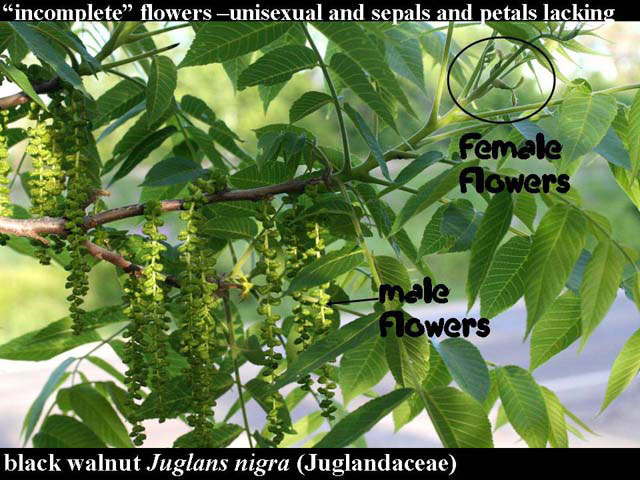 “incomplete” flowers –unisexual and sepals and petals lacking
Female
Flowers
male
Flowers
black walnut Juglans nigra (Juglandaceae)